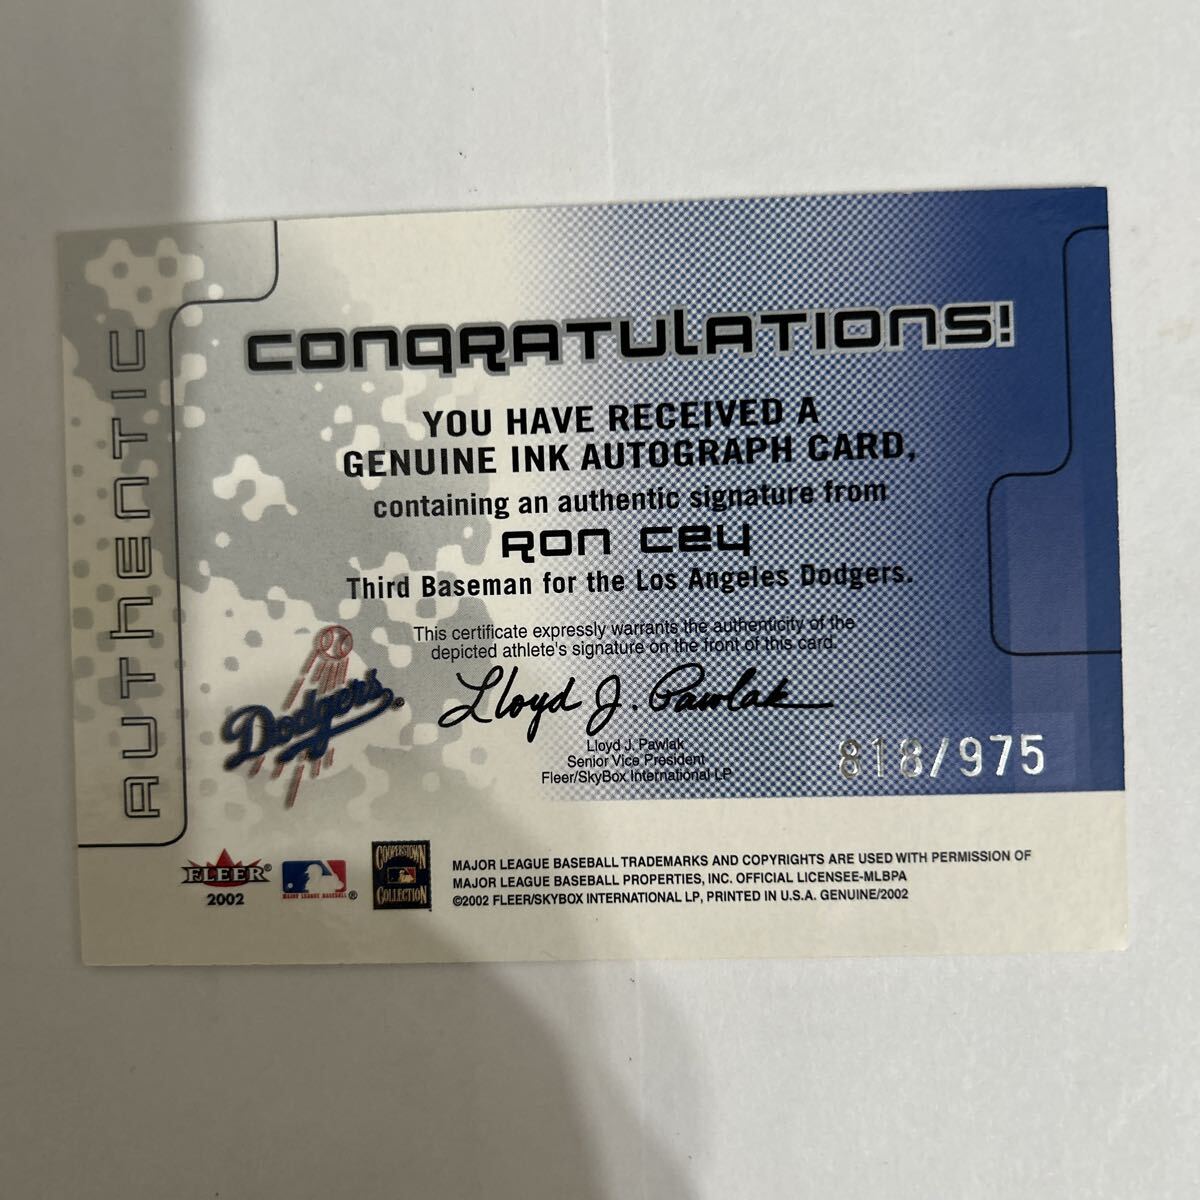 AUTHENTIC
CONGRATULATIONS!
YOU HAVE RECEIVED A
GENUINE INK AUTOGRAPH CARD,
containing an authentic signature from
RON CEY
Third Baseman for the Los Angeles Dodgers.
This certificate expressly warrants the authenticity of the
depicted athlete's signature on the front of this card.
Lloyd J. Pawlak
Lloyd J. Pawlak
Senior Vice President
Fleer/SkyBox International LP
818/975
Dodgers®
FLEER®
2002
MAJOR LEAGUE BASEBALL®
COOPERSTOWN
COLLECTION
MAJOR LEAGUE BASEBALL TRADEMARKS AND COPYRIGHTS ARE USED WITH PERMISSION OF
MAJOR LEAGUE BASEBALL PROPERTIES, INC. OFFICIAL LICENSEE-MLBPA
©2002 FLEER/SKYBOX INTERNATIONAL LP, PRINTED IN U.S.A. GENUINE/2002